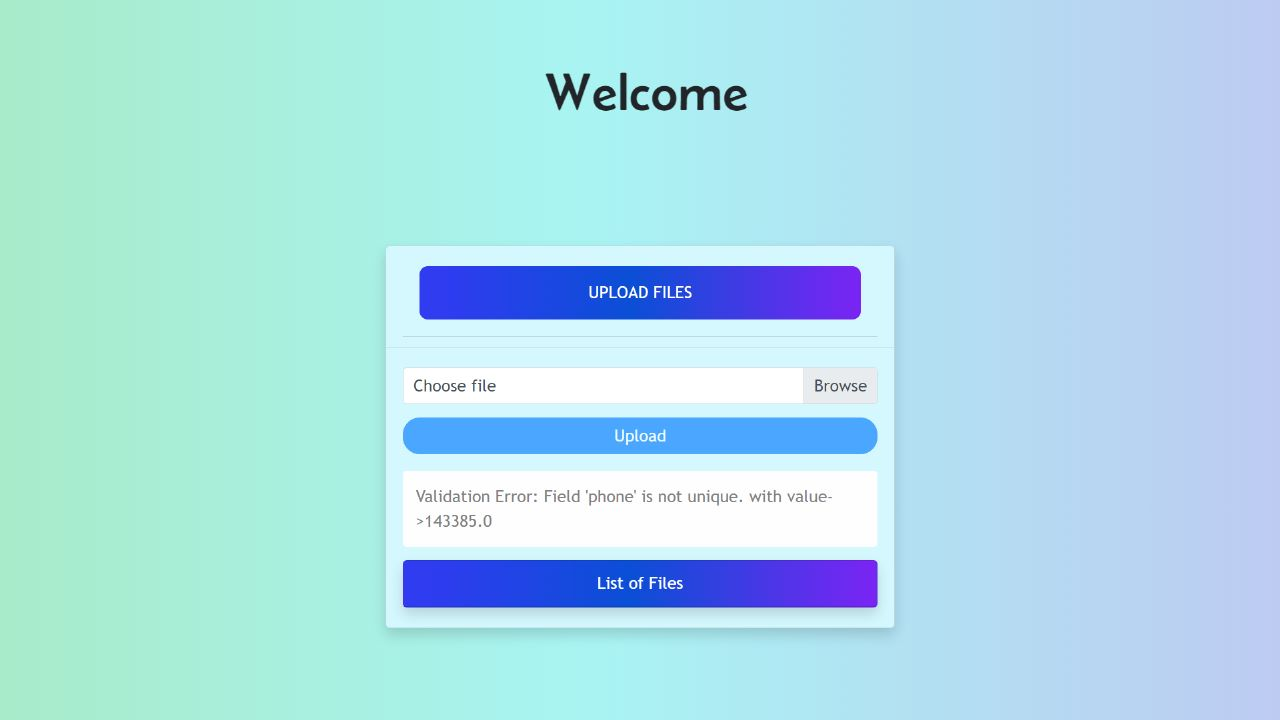 Welcome
UPLOAD FILES
Choose file
Browse
Upload
Validation Error: Field 'phone' is not unique. with value-
>143385.0
List of Files